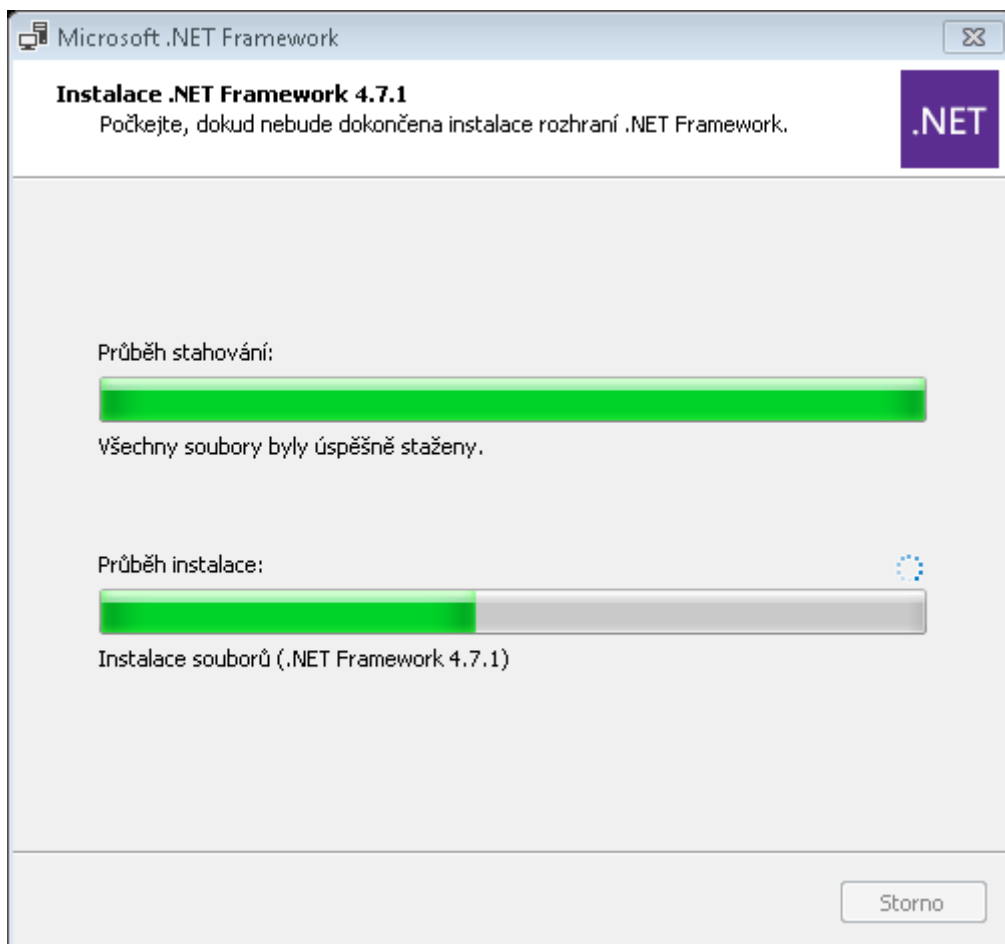 Microsoft .NET Framework
Instalace .NET Framework 4.7.1
Počkejte, dokud nebude dokončena instalace rozhraní .NET Framework.
.NET
Průběh stahování:
Všechny soubory byly úspěšně staženy.
Průběh instalace:
Instalace souborů (.NET Framework 4.7.1)
Storno